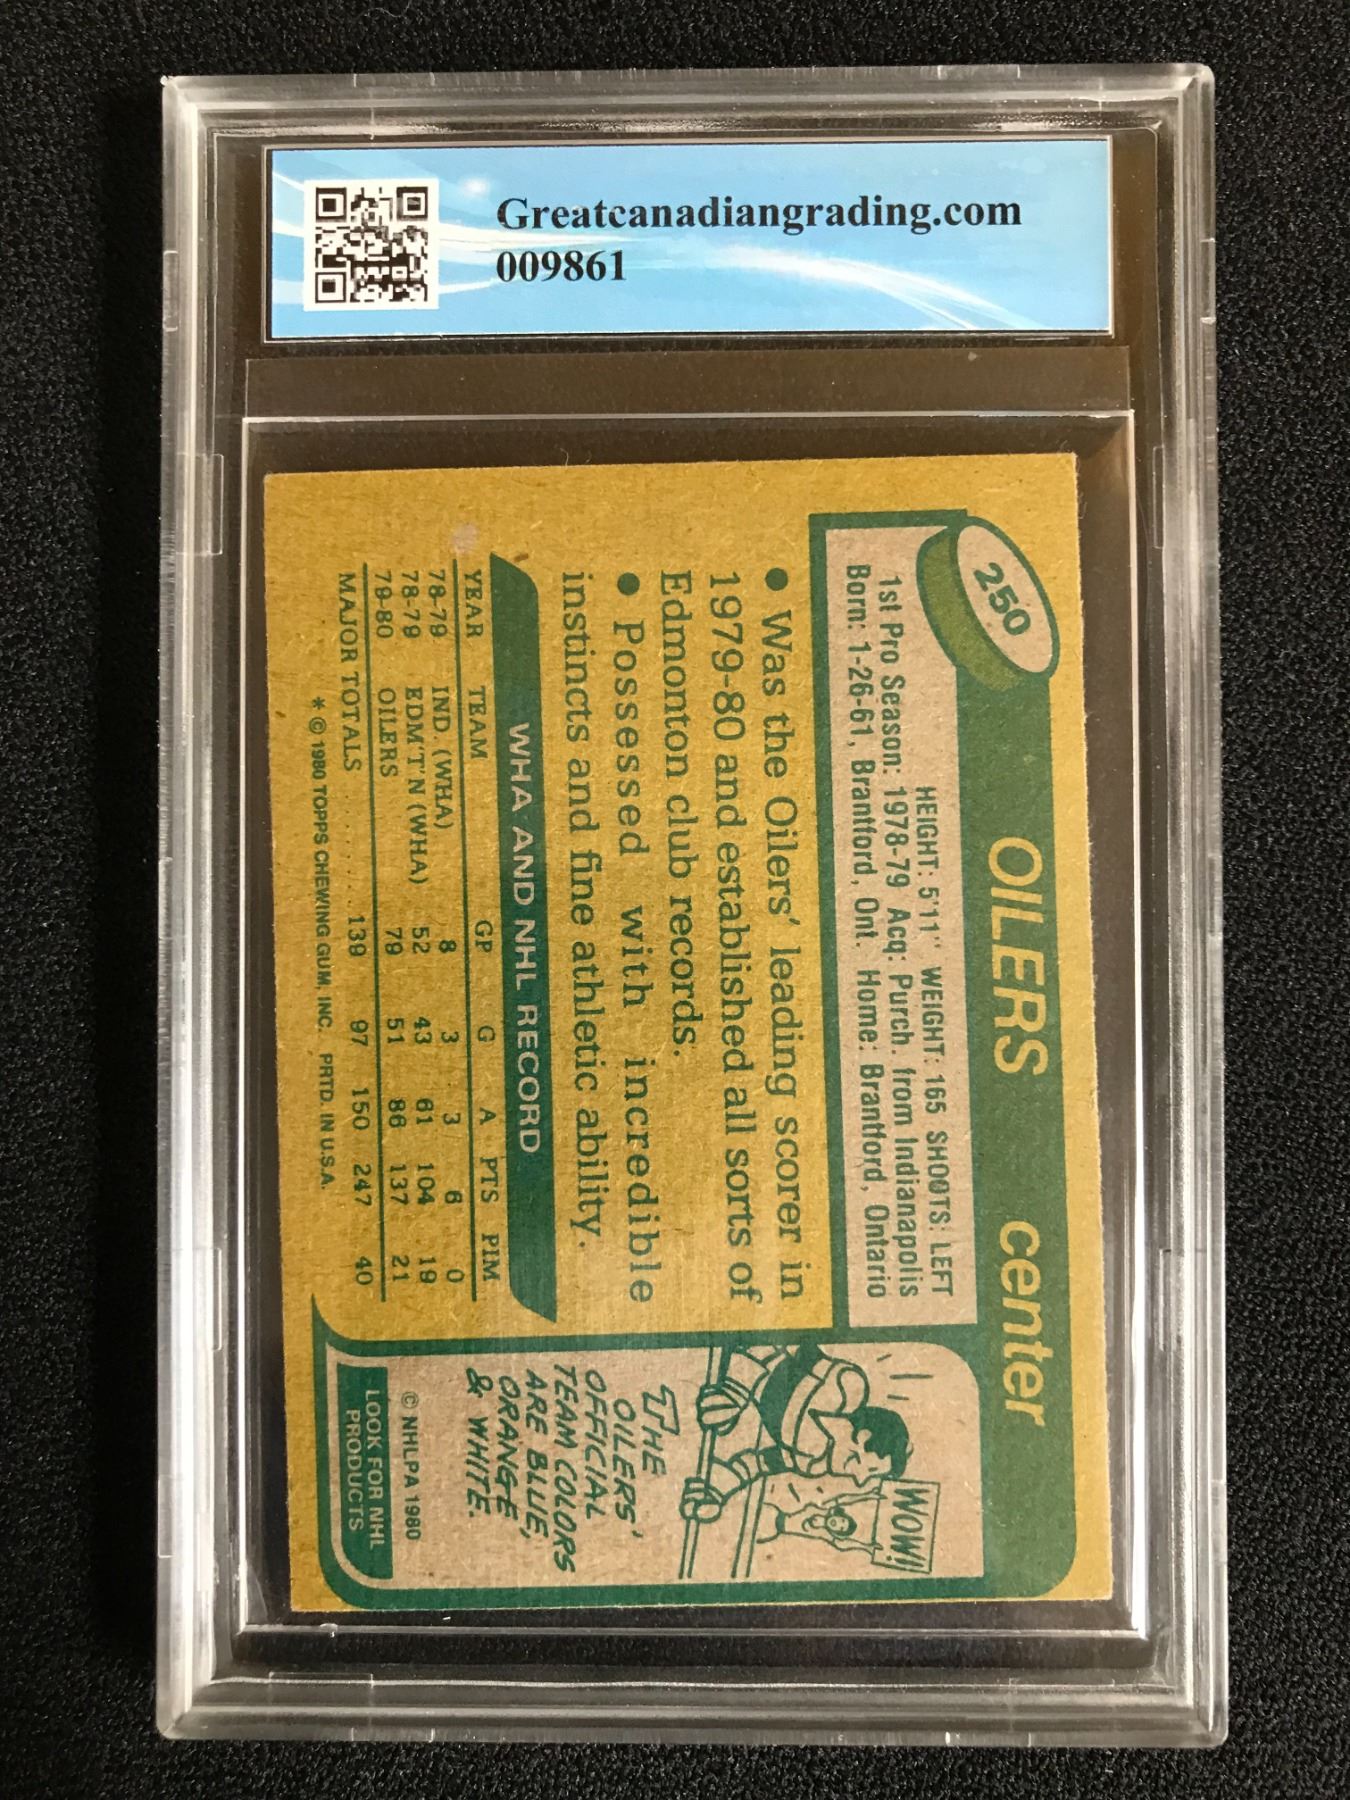 Greatcanadiangrading.com
009861
250
OILERS center
HEIGHT: 5'11" WEIGHT: 165 SHOOTS: LEFT
1st Pro Season: 1978-79 Acq: Purch. from Indianapolis
Born: 1-26-61, Brantford, Ont. Home: Brantford, Ontario
• Was the Oilers' leading scorer in
1979-80 and established all sorts of
Edmonton club records.
• Possessed with incredible
instincts and fine athletic ability.
WHA AND NHL RECORD
YEAR TEAM GP G A PTS PIM
78-79 IND. (WHA) 8 3 3 6 0
78-79 EDM'T'N (WHA) 52 43 61 104 19
79-80 OILERS 79 51 86 137 21
MAJOR TOTALS ........ 139 97 150 247 40
* © 1980 TOPPS CHEWING GUM, INC. PRTD. IN U.S.A.
WOW!
THE
OILERS'
OFFICIAL
TEAM COLORS
ARE BLUE,
ORANGE
& WHITE.
© NHLPA 1980
LOOK FOR NHL
PRODUCTS